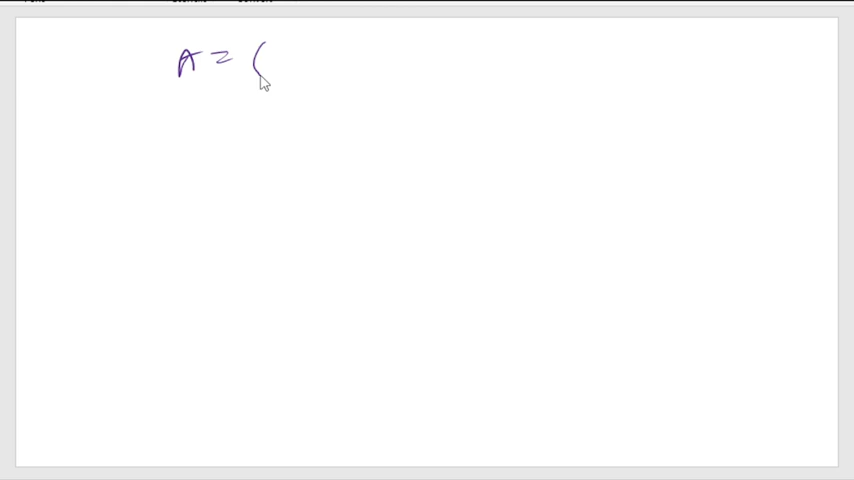 A = (